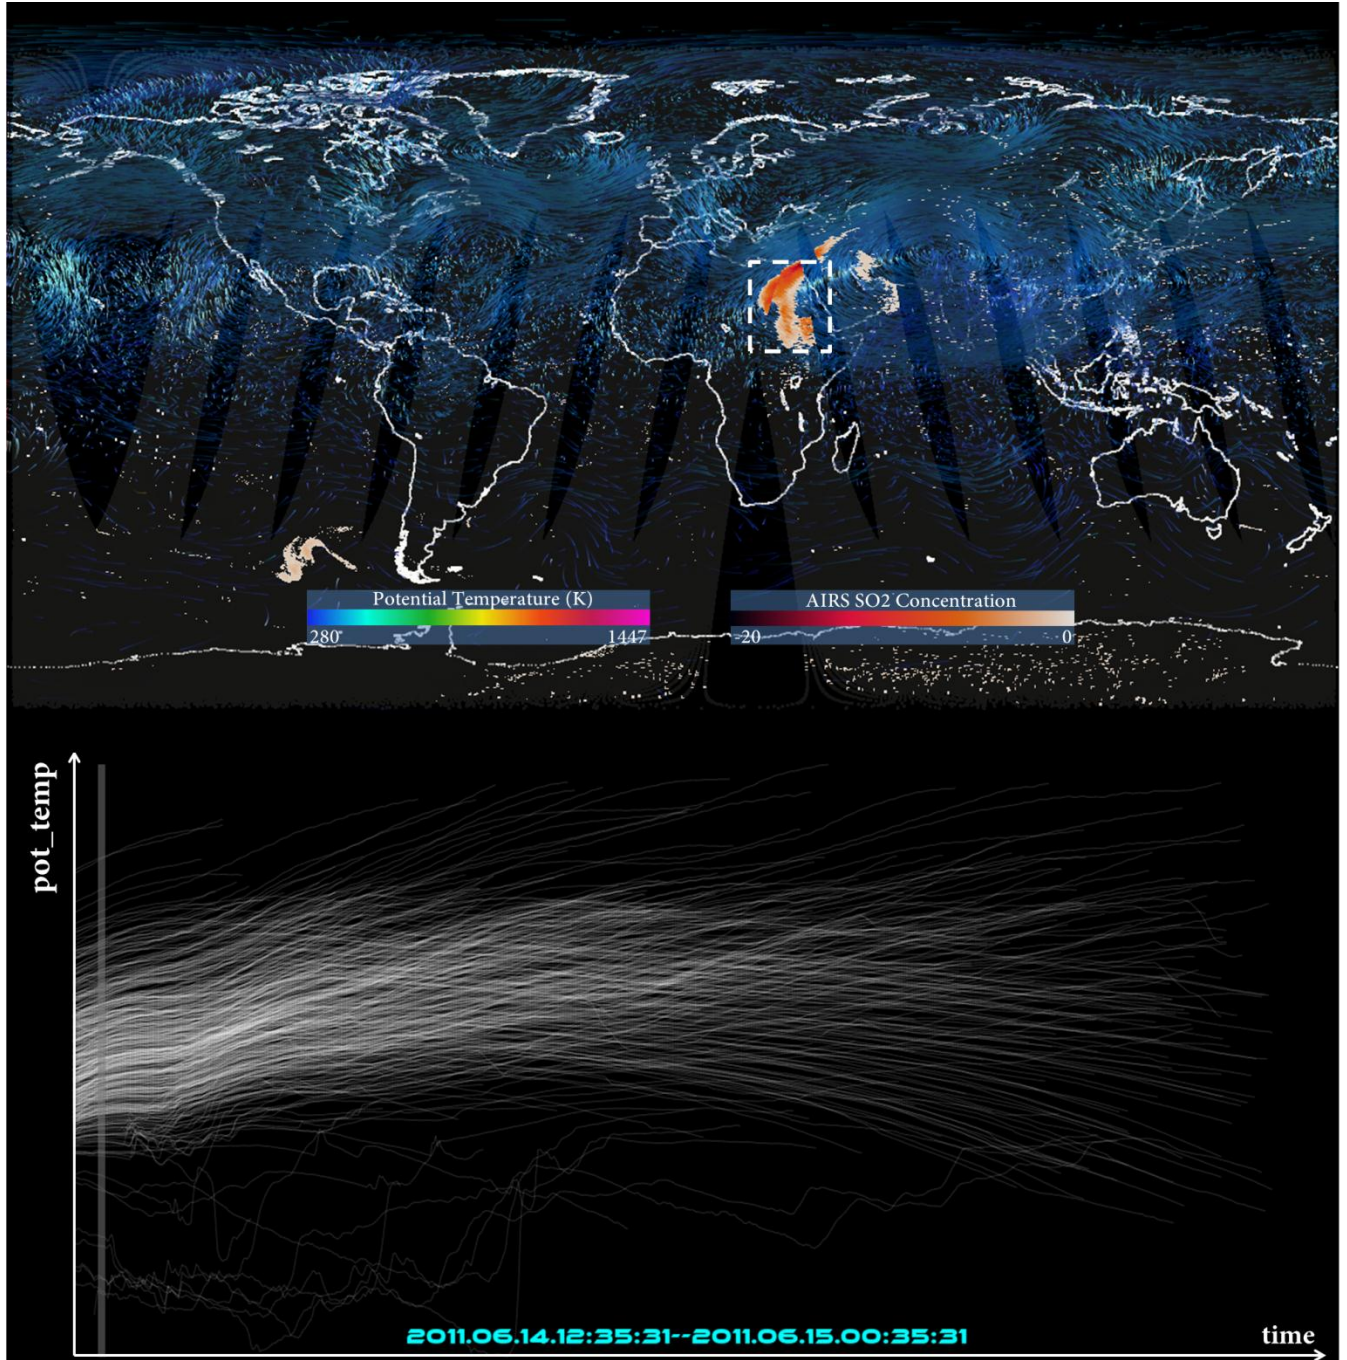 Potential Temperature (K)
280 1447
AIRS SO2 Concentration
-20 0
pot_temp
2011.06.14.12:35:31--2011.06.15.00:35:31
time